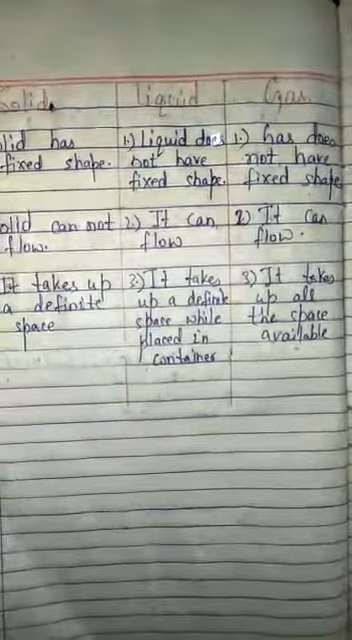 Solid Liquid Gas
lid has
fixed shape.
olid can not
flow.
It takes up
a definite
space
1.) liquid does
not have
fixed shape.
2) It can
flow
3.) It takes
up a definite
space while
placed in
container
1.) Gas does
not have
fixed shape
2) It can
flow.
3) It takes
up all
the space
available